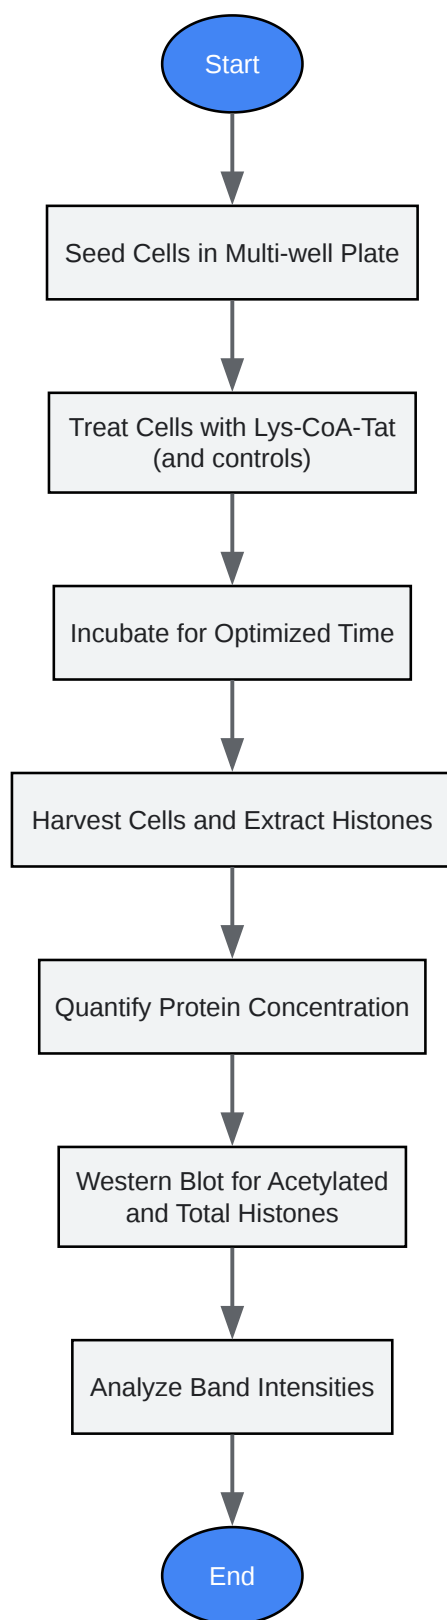 Start
Seed Cells in Multi-well Plate
Treat Cells with Lys-CoA-Tat
(and controls)
Incubate for Optimized Time
Harvest Cells and Extract Histones
Quantify Protein Concentration
Western Blot for Acetylated
and Total Histones
Analyze Band Intensities
End